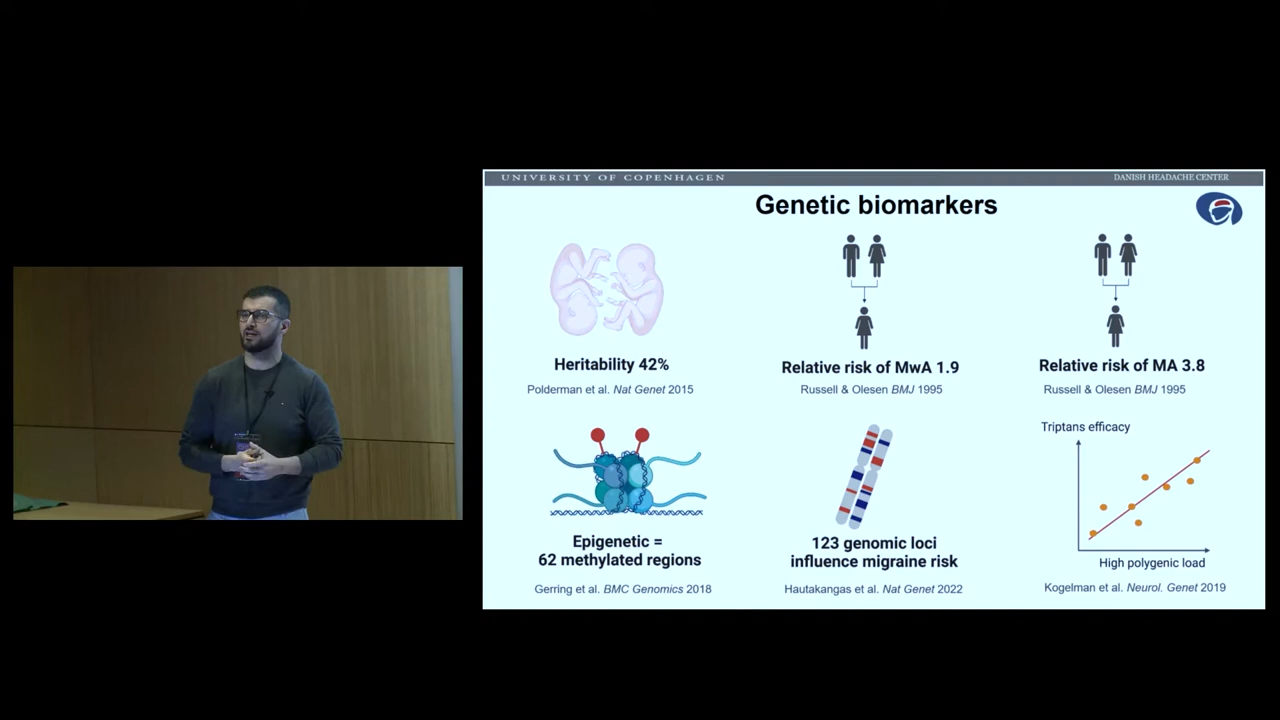 UNIVERSITY OF COPENHAGEN
DANISH HEADACHE CENTER
Genetic biomarkers
Heritability 42%
Polderman et al. Nat Genet 2015
Relative risk of MwA 1.9
Russell & Olesen BMJ 1995
Relative risk of MA 3.8
Russell & Olesen BMJ 1995
Epigenetic =
62 methylated regions
Gerring et al. BMC Genomics 2018
123 genomic loci
influence migraine risk
Hautakangas et al. Nat Genet 2022
Triptans efficacy
High polygenic load
Kogelman et al. Neurol. Genet 2019